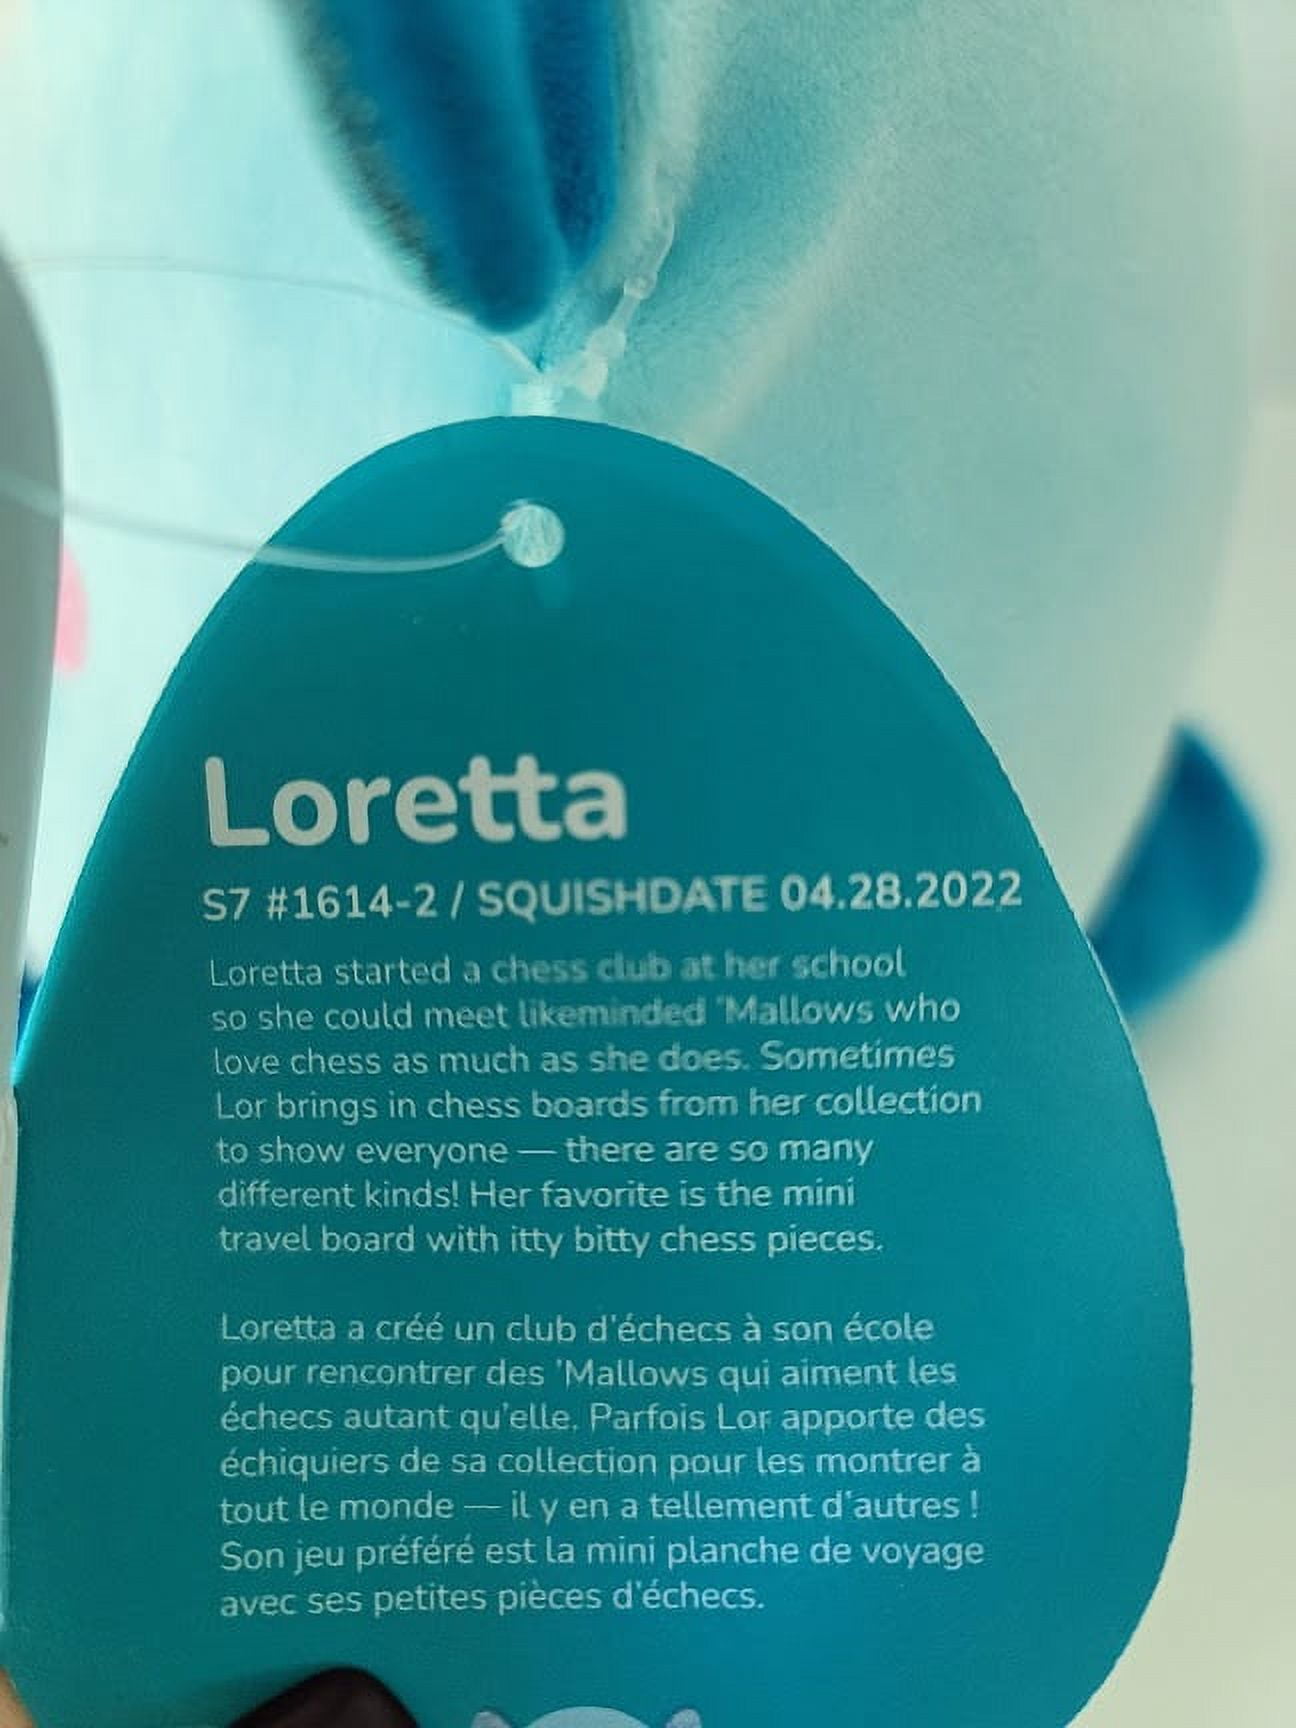 Loretta
S7 #1614-2 / SQUISHDATE 04.28.2022
Loretta started a chess club at her school
so she could meet likeminded 'Mallows who
love chess as much as she does. Sometimes
Lor brings in chess boards from her collection
to show everyone — there are so many
different kinds! Her favorite is the mini
travel board with itty bitty chess pieces.
Loretta a créé un club d'échecs à son école
pour rencontrer des 'Mallows qui aiment les
échecs autant qu'elle. Parfois Lor apporte des
échiquiers de sa collection pour les montrer à
tout le monde — il y en a tellement d'autres !
Son jeu préféré est la mini planche de voyage
avec ses petites pièces d'échecs.